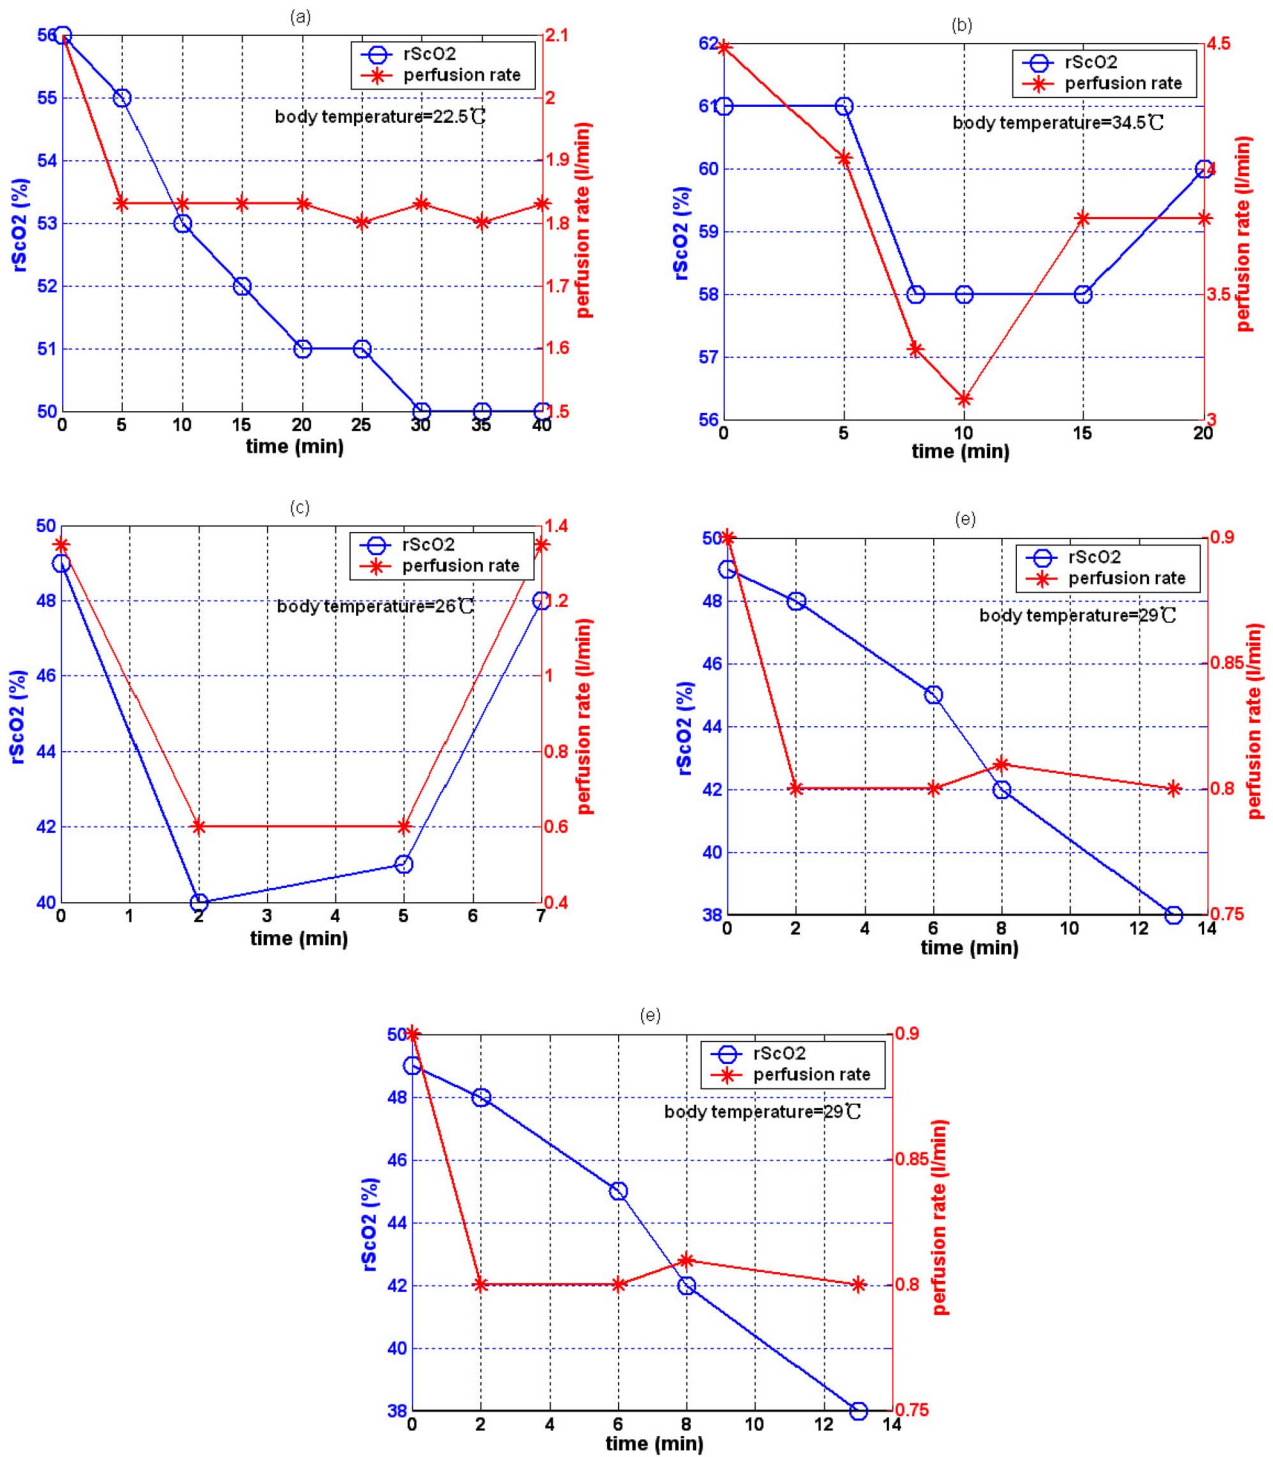 (a)
56
55
54
53
52
51
50
rScO2 (%)
rScO2
perfusion rate
body temperature=22.5℃
2.1
2
1.9
1.8
1.7
1.6
1.5
perfusion rate (l/min)
0 5 10 15 20 25 30 35 40
time (min)
(b)
62
61
60
59
58
57
56
rScO2 (%)
rScO2
perfusion rate
body temperature=34.5℃
4.5
4
3.5
3
perfusion rate (l/min)
0 5 10 15 20
time (min)
(c)
50
48
46
44
42
40
rScO2 (%)
rScO2
perfusion rate
body temperature=26℃
1.4
1.2
1
0.8
0.6
0.4
perfusion rate (l/min)
0 1 2 3 4 5 6 7
time (min)
(e)
50
48
46
44
42
40
38
rScO2 (%)
rScO2
perfusion rate
body temperature=29℃
0.9
0.85
0.8
0.75
perfusion rate (l/min)
0 2 4 6 8 10 12 14
time (min)
(e)
50
48
46
44
42
40
38
rScO2 (%)
rScO2
perfusion rate
body temperature=29℃
0.9
0.85
0.8
0.75
perfusion rate (l/min)
0 2 4 6 8 10 12 14
time (min)